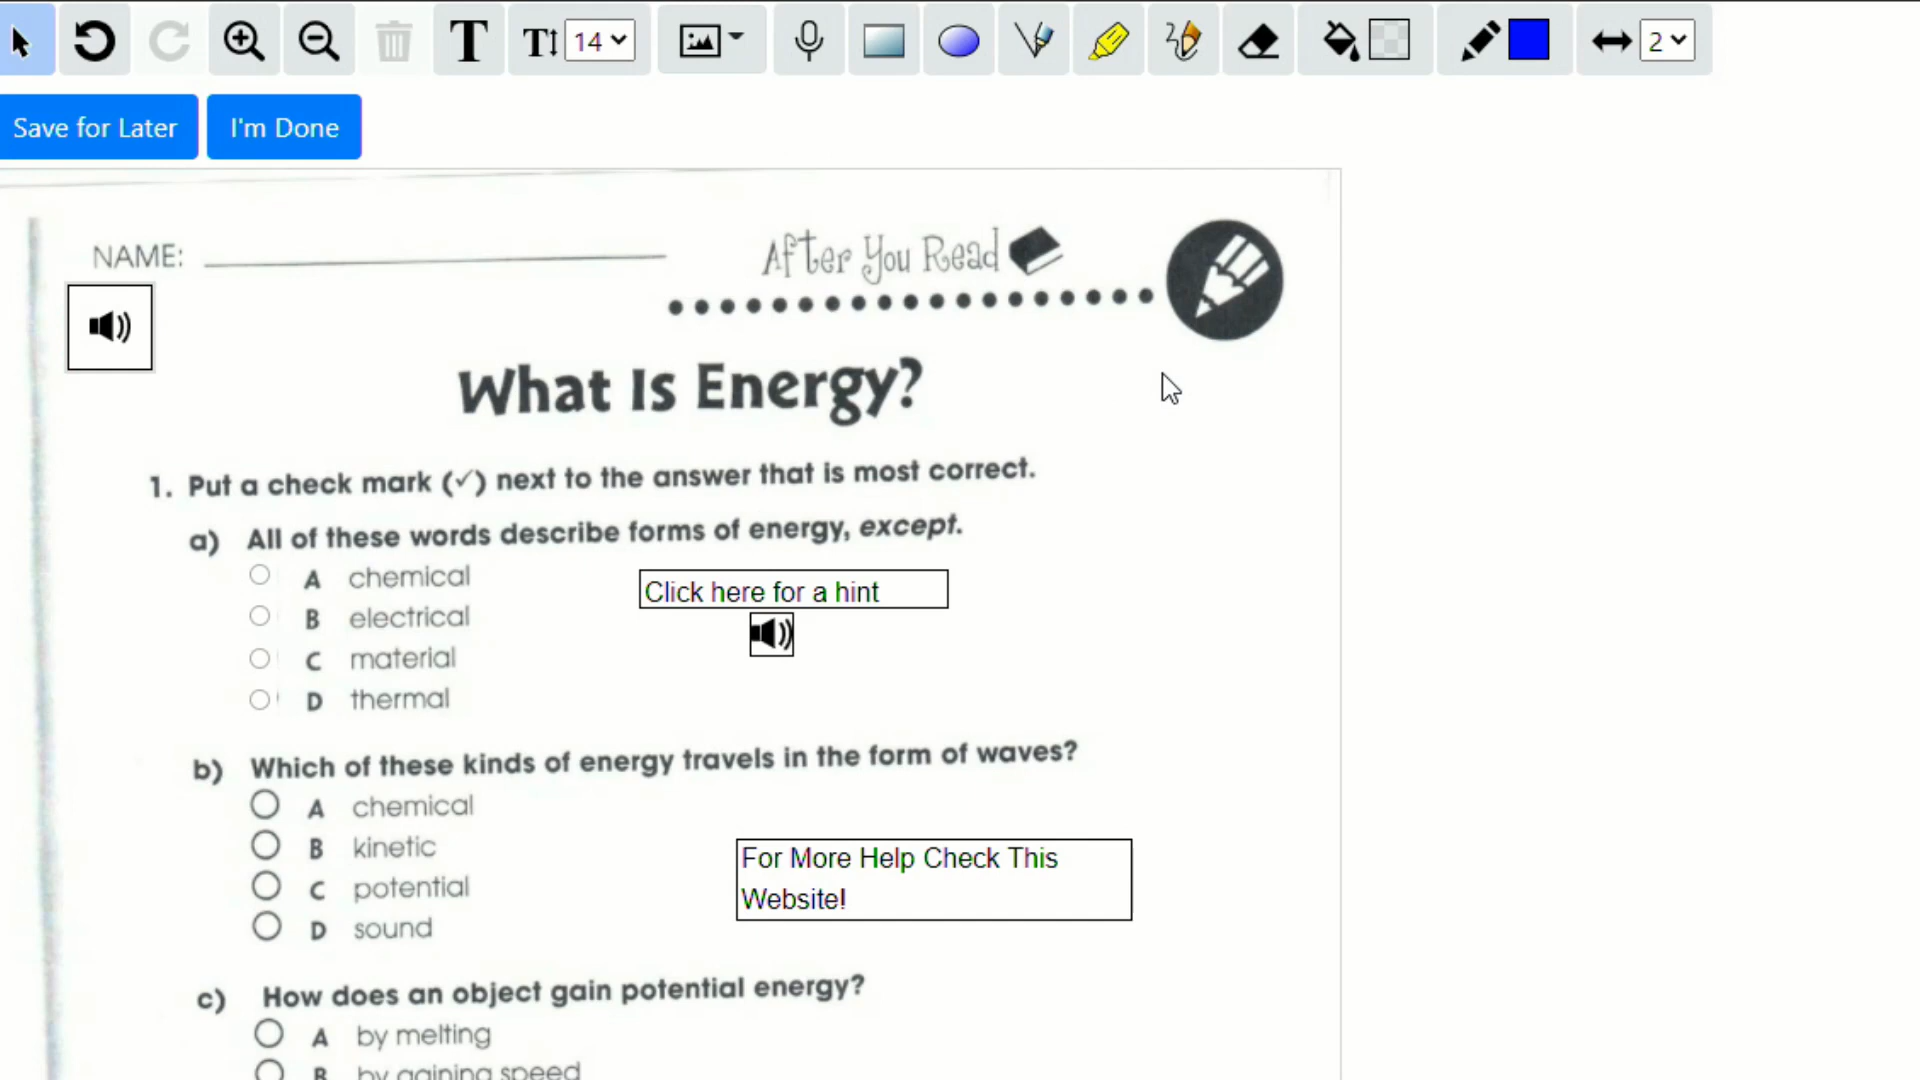 T T 14 2
Save for Later I'm Done
NAME: After You Read
What Is Energy?
1. Put a check mark (✓) next to the answer that is most correct.
a) All of these words describe forms of energy, except.
A chemical
Click here for a hint
B electrical
C material
D thermal
b) Which of these kinds of energy travels in the form of waves?
A chemical
B kinetic
C potential
D sound
For More Help Check This
Website!
c) How does an object gain potential energy?
A by melting
B by gaining speed